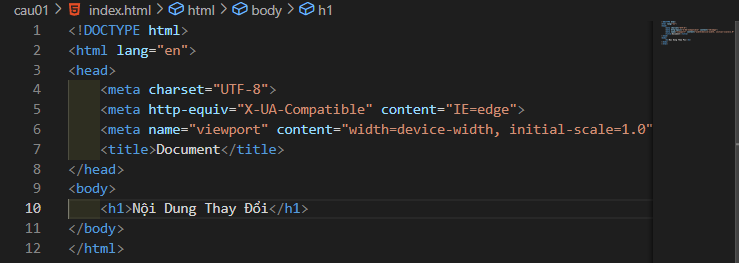 cau01 > index.html > html > body > h1
1 <!DOCTYPE html>
2 <html lang="en">
3 <head>
4 <meta charset="UTF-8">
5 <meta http-equiv="X-UA-Compatible" content="IE=edge">
6 <meta name="viewport" content="width=device-width, initial-scale=1.0"
7 <title>Document</title>
8 </head>
9 <body>
10 <h1>Nội Dung Thay Đổi</h1>
11 </body>
12 </html>